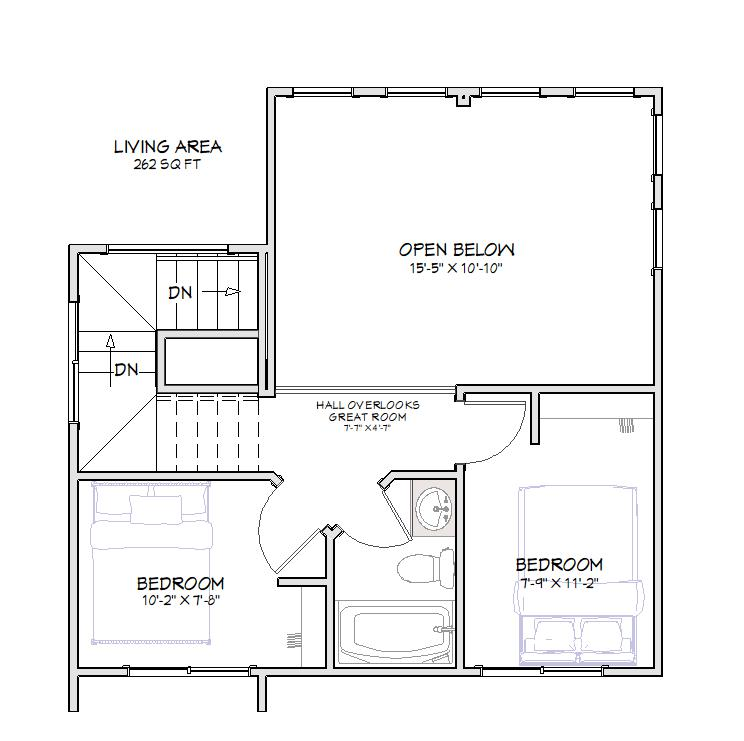 LIVING AREA
262 SQ FT
OPEN BELOW
15'-5" X 10'-10"
DN
DN
HALL OVERLOOKS
GREAT ROOM
7'-7" X 4'-7"
BEDROOM
7'-9" X 11'-2"
BEDROOM
10'-2" X 7'-8"